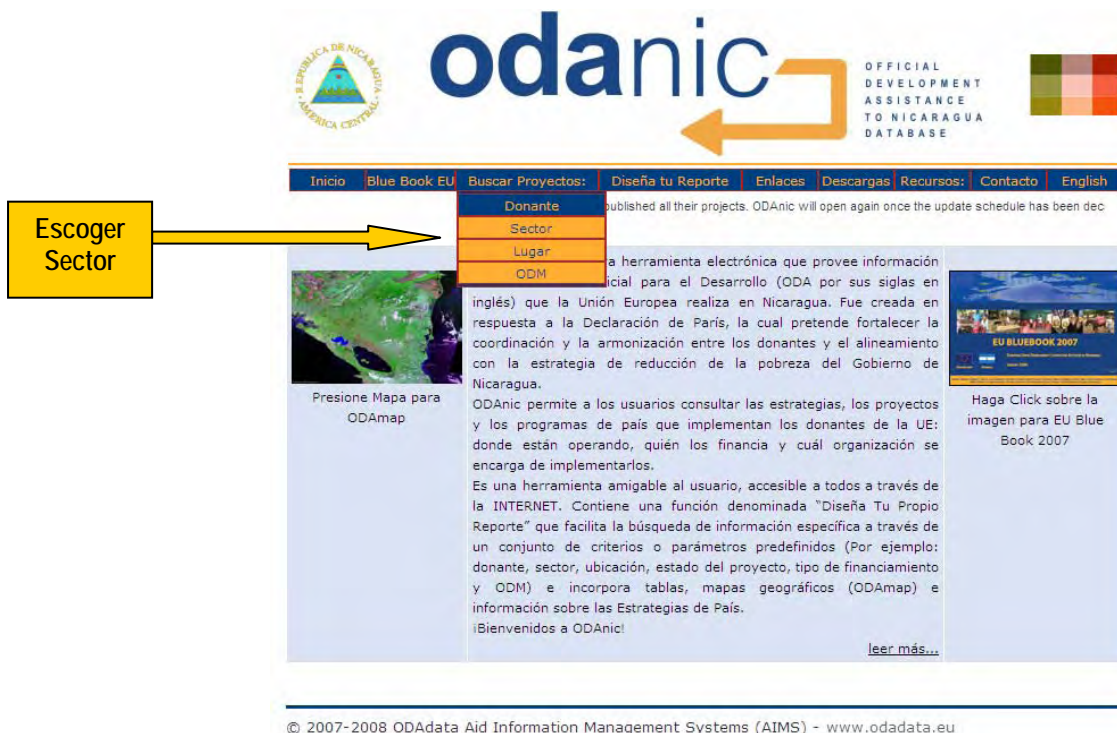 REPUBLICA DE NICARAGUA
AMERICA CENTRAL
odanic
OFFICIAL
DEVELOPMENT
ASSISTANCE
TO NICARAGUA
DATABASE
Inicio Blue Book EU Buscar Proyectos: Diseña tu Reporte Enlaces Descargas Recursos: Contacto English
Donante
Sector
Lugar
ODM
published all their projects. ODAnic will open again once the update schedule has been dec
Escoger
Sector
a herramienta electrónica que provee información
icial para el Desarrollo (ODA por sus siglas en
inglés) que la Unión Europea realiza en Nicaragua. Fue creada en
respuesta a la Declaración de París, la cual pretende fortalecer la
coordinación y la armonización entre los donantes y el alineamiento
con la estrategia de reducción de la pobreza del Gobierno de
Nicaragua.
ODAnic permite a los usuarios consultar las estrategias, los proyectos
y los programas de país que implementan los donantes de la UE:
donde están operando, quién los financia y cuál organización se
encarga de implementarlos.
Es una herramienta amigable al usuario, accesible a todos a través de
la INTERNET. Contiene una función denominada "Diseña Tu Propio
Reporte" que facilita la búsqueda de información específica a través de
un conjunto de criterios o parámetros predefinidos (Por ejemplo:
donante, sector, ubicación, estado del proyecto, tipo de financiamiento
y ODM) e incorpora tablas, mapas geográficos (ODAmap) e
información sobre las Estrategias de País.
¡Bienvenidos a ODAnic!
leer más...
Presione Mapa para
ODAmap
EU BLUEBOOK 2007
Haga Click sobre la
imagen para EU Blue
Book 2007
© 2007-2008 ODAdata Aid Information Management Systems (AIMS) - www.odadata.eu